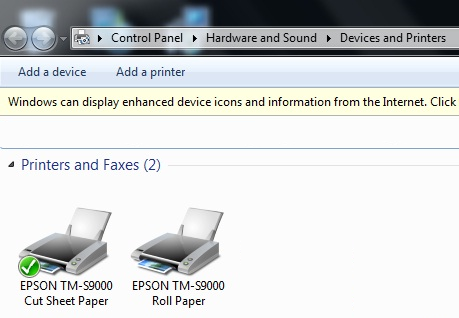 Control Panel Hardware and Sound Devices and Printers
Add a device Add a printer
Windows can display enhanced device icons and information from the Internet. Click
Printers and Faxes (2)
EPSON TM-S9000 EPSON TM-S9000
Cut Sheet Paper Roll Paper